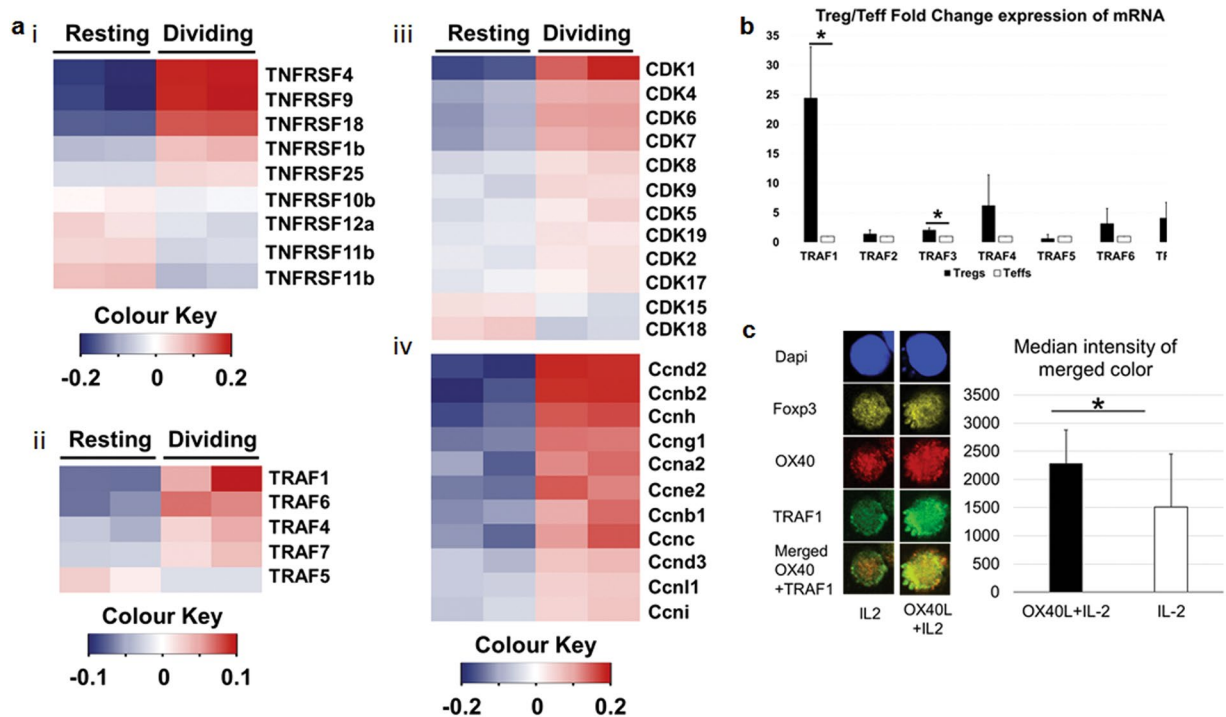 a
i
Resting Dividing
TNFRSF4
TNFRSF9
TNFRSF18
TNFRSF1b
TNFRSF25
TNFRSF10b
TNFRSF12a
TNFRSF11b
TNFRSF11b
Colour Key
-0.2 0 0.2
ii
Resting Dividing
TRAF1
TRAF6
TRAF4
TRAF7
TRAF5
Colour Key
-0.1 0 0.1
iii
Resting Dividing
CDK1
CDK4
CDK6
CDK7
CDK8
CDK9
CDK5
CDK19
CDK2
CDK17
CDK15
CDK18
iv
Ccnd2
Ccnb2
Ccnh
Ccng1
Ccna2
Ccne2
Ccnb1
Ccnc
Ccnd3
Ccnl1
Ccni
Colour Key
-0.2 0 0.2
b
Treg/Teff Fold Change expression of mRNA
35
30
25
20
15
10
5
0
*
*
TRAF1 TRAF2 TRAF3 TRAF4 TRAF5 TRAF6
Tregs Teffs
c
Dapi
Foxp3
OX40
TRAF1
Merged
OX40
+TRAF1
IL2 OX40L
+IL2
Median intensity of
merged color
3500
3000
2500
2000
1500
1000
500
0
*
OX40L+IL-2 IL-2